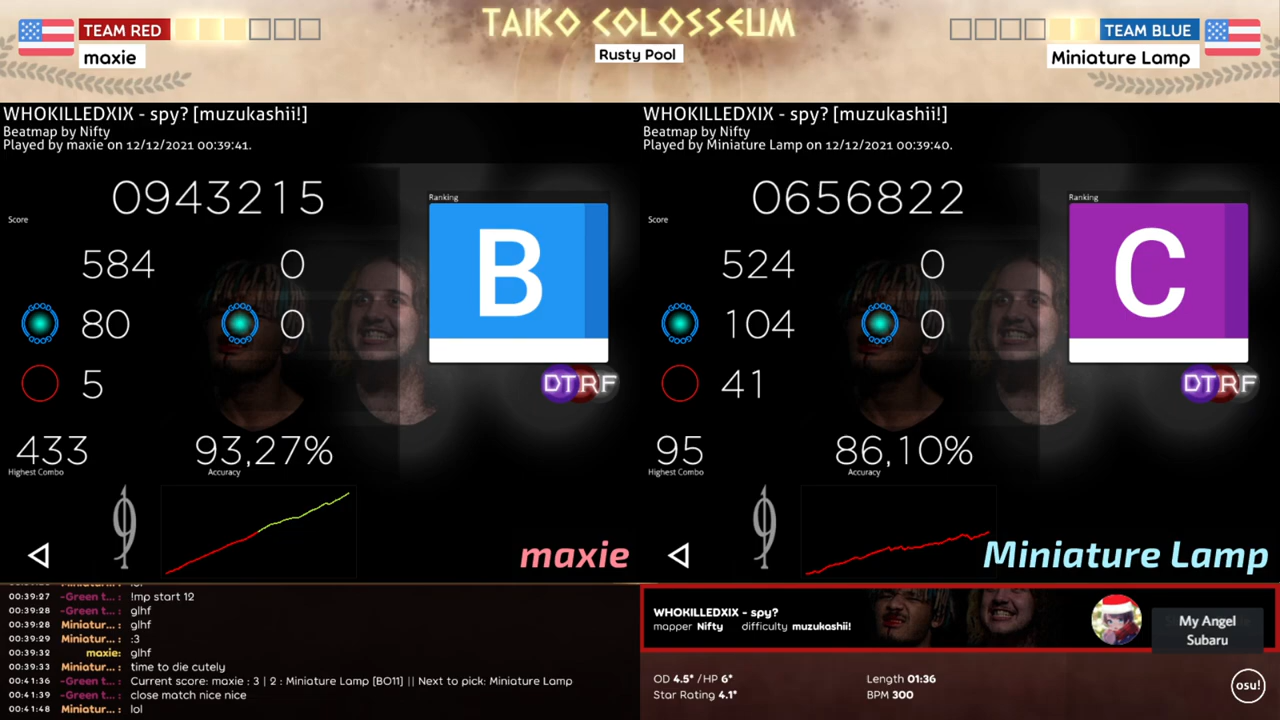 TAIKO COLOSSEUM
Rusty Pool
TEAM RED
maxie
TEAM BLUE
Miniature Lamp
WHOKILLEDXIX - spy? [muzukashii!]
Beatmap by Nifty
Played by maxie on 12/12/2021 00:39:41.
0943215
Score
584
0
80
0
5
433
Highest Combo
93,27%
Accuracy
Ranking
B
DTRF
maxie
WHOKILLEDXIX - spy? [muzukashii!]
Beatmap by Nifty
Played by Miniature Lamp on 12/12/2021 00:39:40.
0656822
Score
524
0
104
0
41
95
Highest Combo
86,10%
Accuracy
Ranking
C
DTRF
Miniature Lamp
00:39:27 -Green t... : !mp start 12
00:39:28 -Green t... : glhf
00:39:28 Miniatur... : glhf
00:39:29 Miniatur... : :3
00:39:32 maxie: glhf
00:39:33 Miniatur... : time to die cutely
00:41:36 -Green t... : Current score: maxie : 3 | 2 : Miniature Lamp [BO11] || Next to pick: Miniature Lamp
00:41:39 -Green t... : close match nice nice
00:41:48 Miniatur... : lol
WHOKILLEDXIX - spy?
mapper Nifty difficulty muzukashii!
My Angel
Subaru
OD 4.5* / HP 6*
Star Rating 4.1*
Length 01:36
BPM 300
osu!